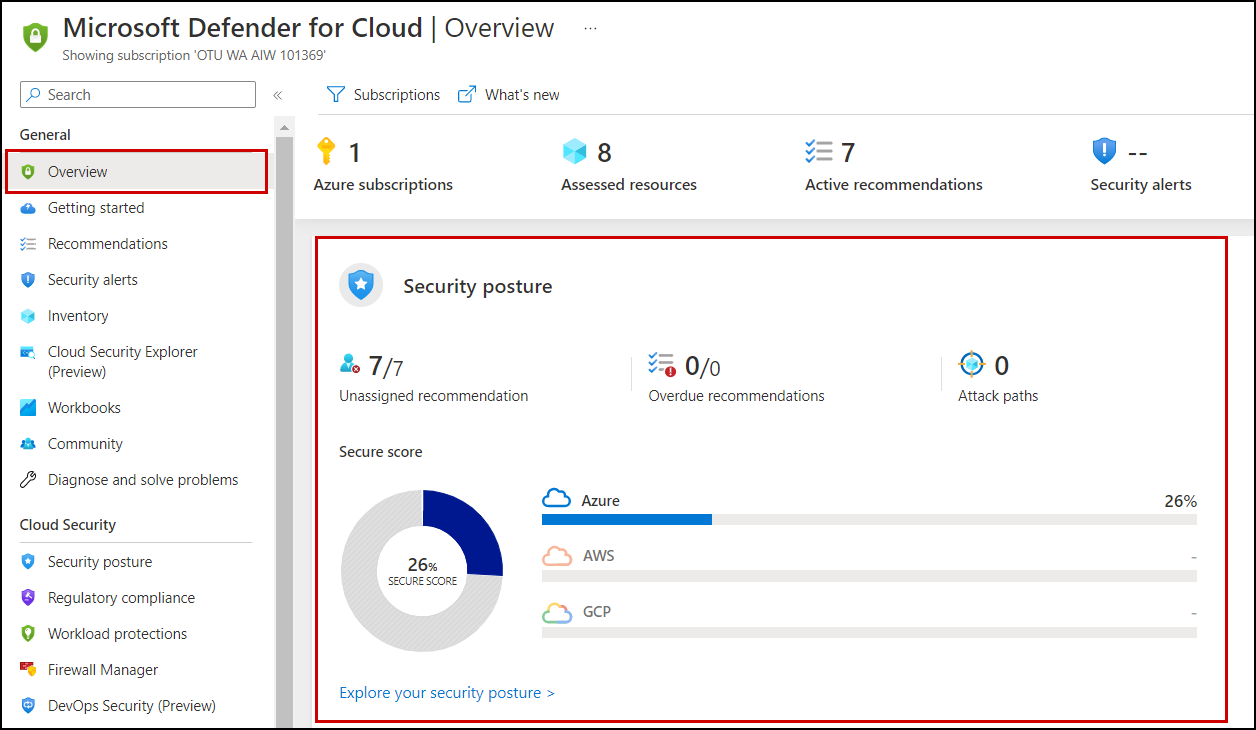 Microsoft Defender for Cloud | Overview ...
Showing subscription 'OTU WA AIW 101369'
Search
«
Subscriptions
What's new
General
Overview
Getting started
Recommendations
Security alerts
Inventory
Cloud Security Explorer
(Preview)
Workbooks
Community
Diagnose and solve problems
Cloud Security
Security posture
Regulatory compliance
Workload protections
Firewall Manager
DevOps Security (Preview)
1
Azure subscriptions
8
Assessed resources
7
Active recommendations
--
Security alerts
Security posture
7/7
Unassigned recommendation
0/0
Overdue recommendations
0
Attack paths
Secure score
26%
SECURE SCORE
Azure 26%
AWS -
GCP -
Explore your security posture >